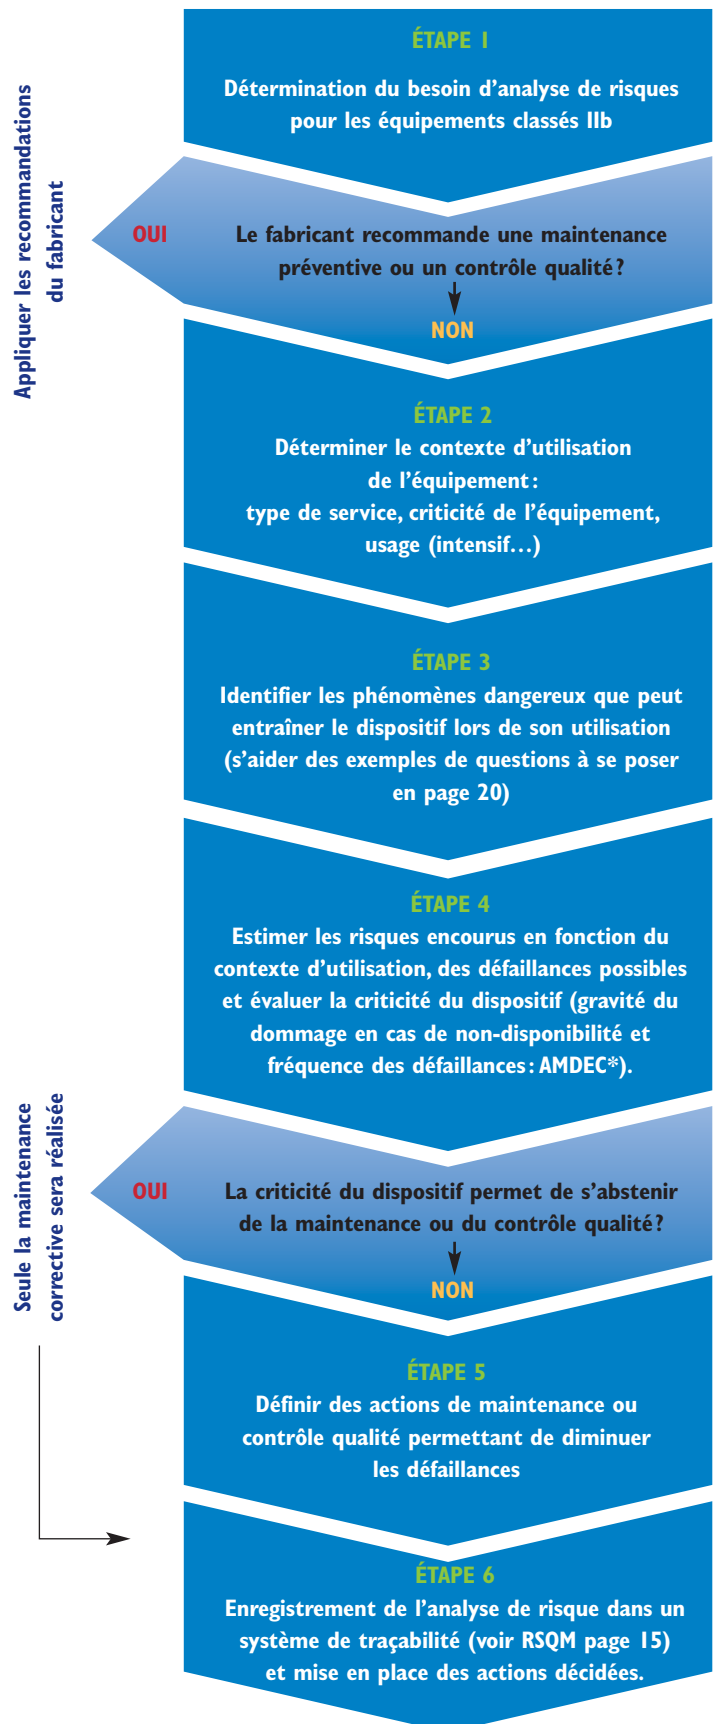 ÉTAPE 1
Détermination du besoin d'analyse de risques
pour les équipements classés IIb
Appliquer les recommandations
du fabricant
OUI
Le fabricant recommande une maintenance
préventive ou un contrôle qualité?
NON
ÉTAPE 2
Déterminer le contexte d'utilisation
de l'équipement:
type de service, criticité de l'équipement,
usage (intensif…)
ÉTAPE 3
Identifier les phénomènes dangereux que peut
entraîner le dispositif lors de son utilisation
(s'aider des exemples de questions à se poser
en page 20)
ÉTAPE 4
Estimer les risques encourus en fonction du
contexte d'utilisation, des défaillances possibles
et évaluer la criticité du dispositif (gravité du
dommage en cas de non-disponibilité et
fréquence des défaillances: AMDEC*).
Seule la maintenance
corrective sera réalisée
OUI
La criticité du dispositif permet de s'abstenir
de la maintenance ou du contrôle qualité?
NON
ÉTAPE 5
Définir des actions de maintenance ou
contrôle qualité permettant de diminuer
les défaillances
ÉTAPE 6
Enregistrement de l'analyse de risque dans un
système de traçabilité (voir RSQM page 15)
et mise en place des actions décidées.